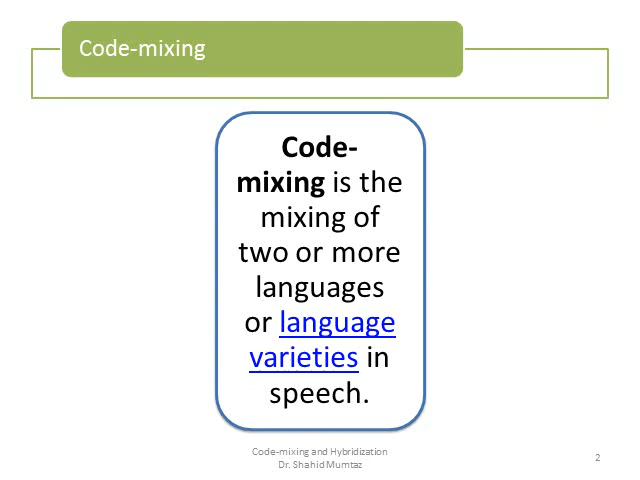 Code-mixing
Code-
mixing is the
mixing of
two or more
languages
or language
varieties in
speech.
Code-mixing and Hybridization
Dr. Shahid Mumtaz
2